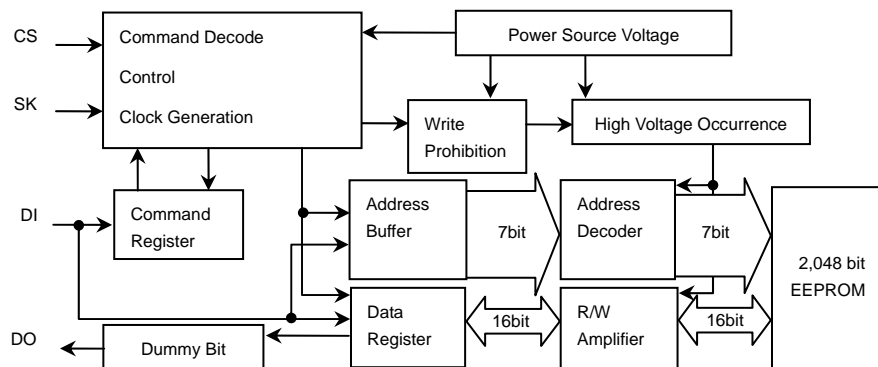 CS
Command Decode
Control
Clock Generation
SK
Power Source Voltage
Write
Prohibition
High Voltage Occurrence
DI
Command
Register
Address
Buffer
7bit
Address
Decoder
7bit
2,048 bit
EEPROM
Data
Register
16bit
R/W
Amplifier
16bit
DO
Dummy Bit